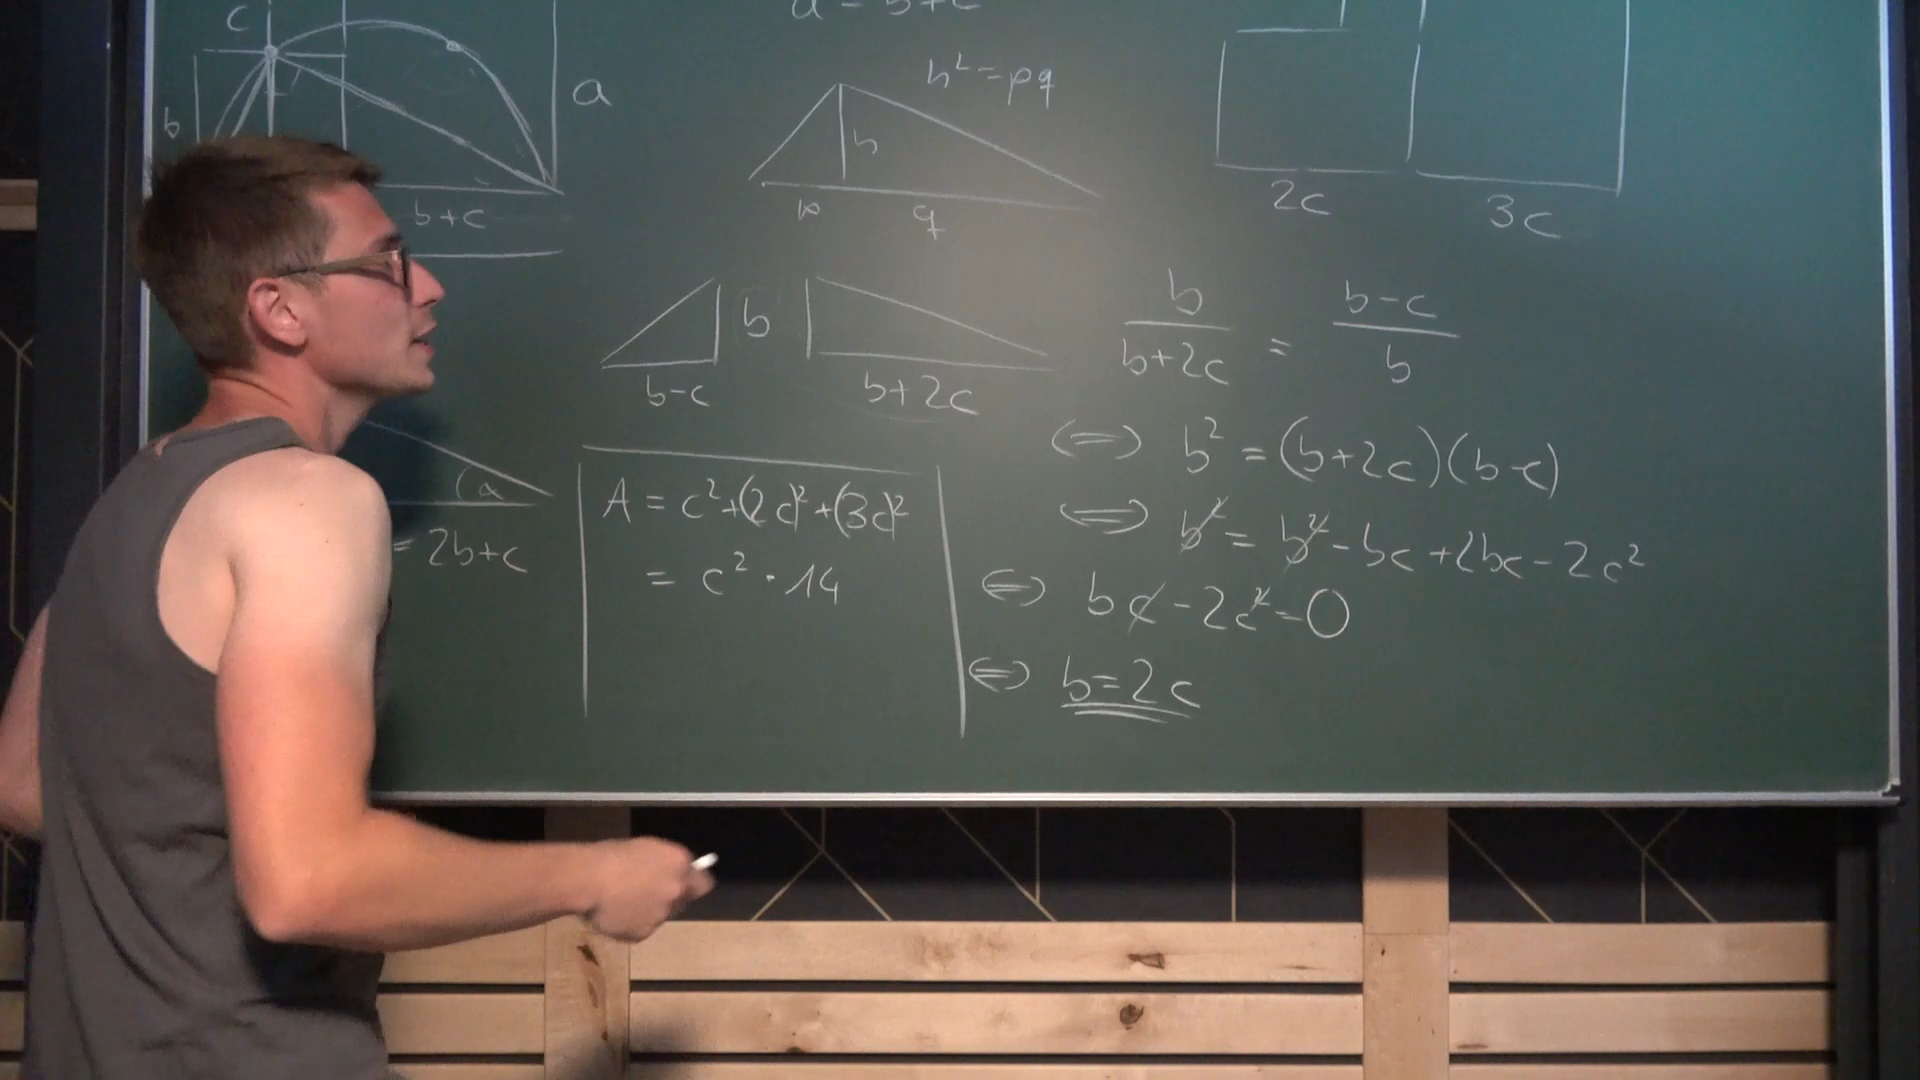 c
a = b+c
h² = pq
a
b
h
b+c
p q
2c
3c
b
b-c
b+2c
b/(b+2c) = (b-c)/b
⇔ b² = (b+2c)(b-c)
α
= 2b+c
A = c²+(2c)²+(3c)²
= c² · 14
⇔ b² = b² - bc + 2bc - 2c²
⇔ bc - 2c² = 0
⇔ b=2c